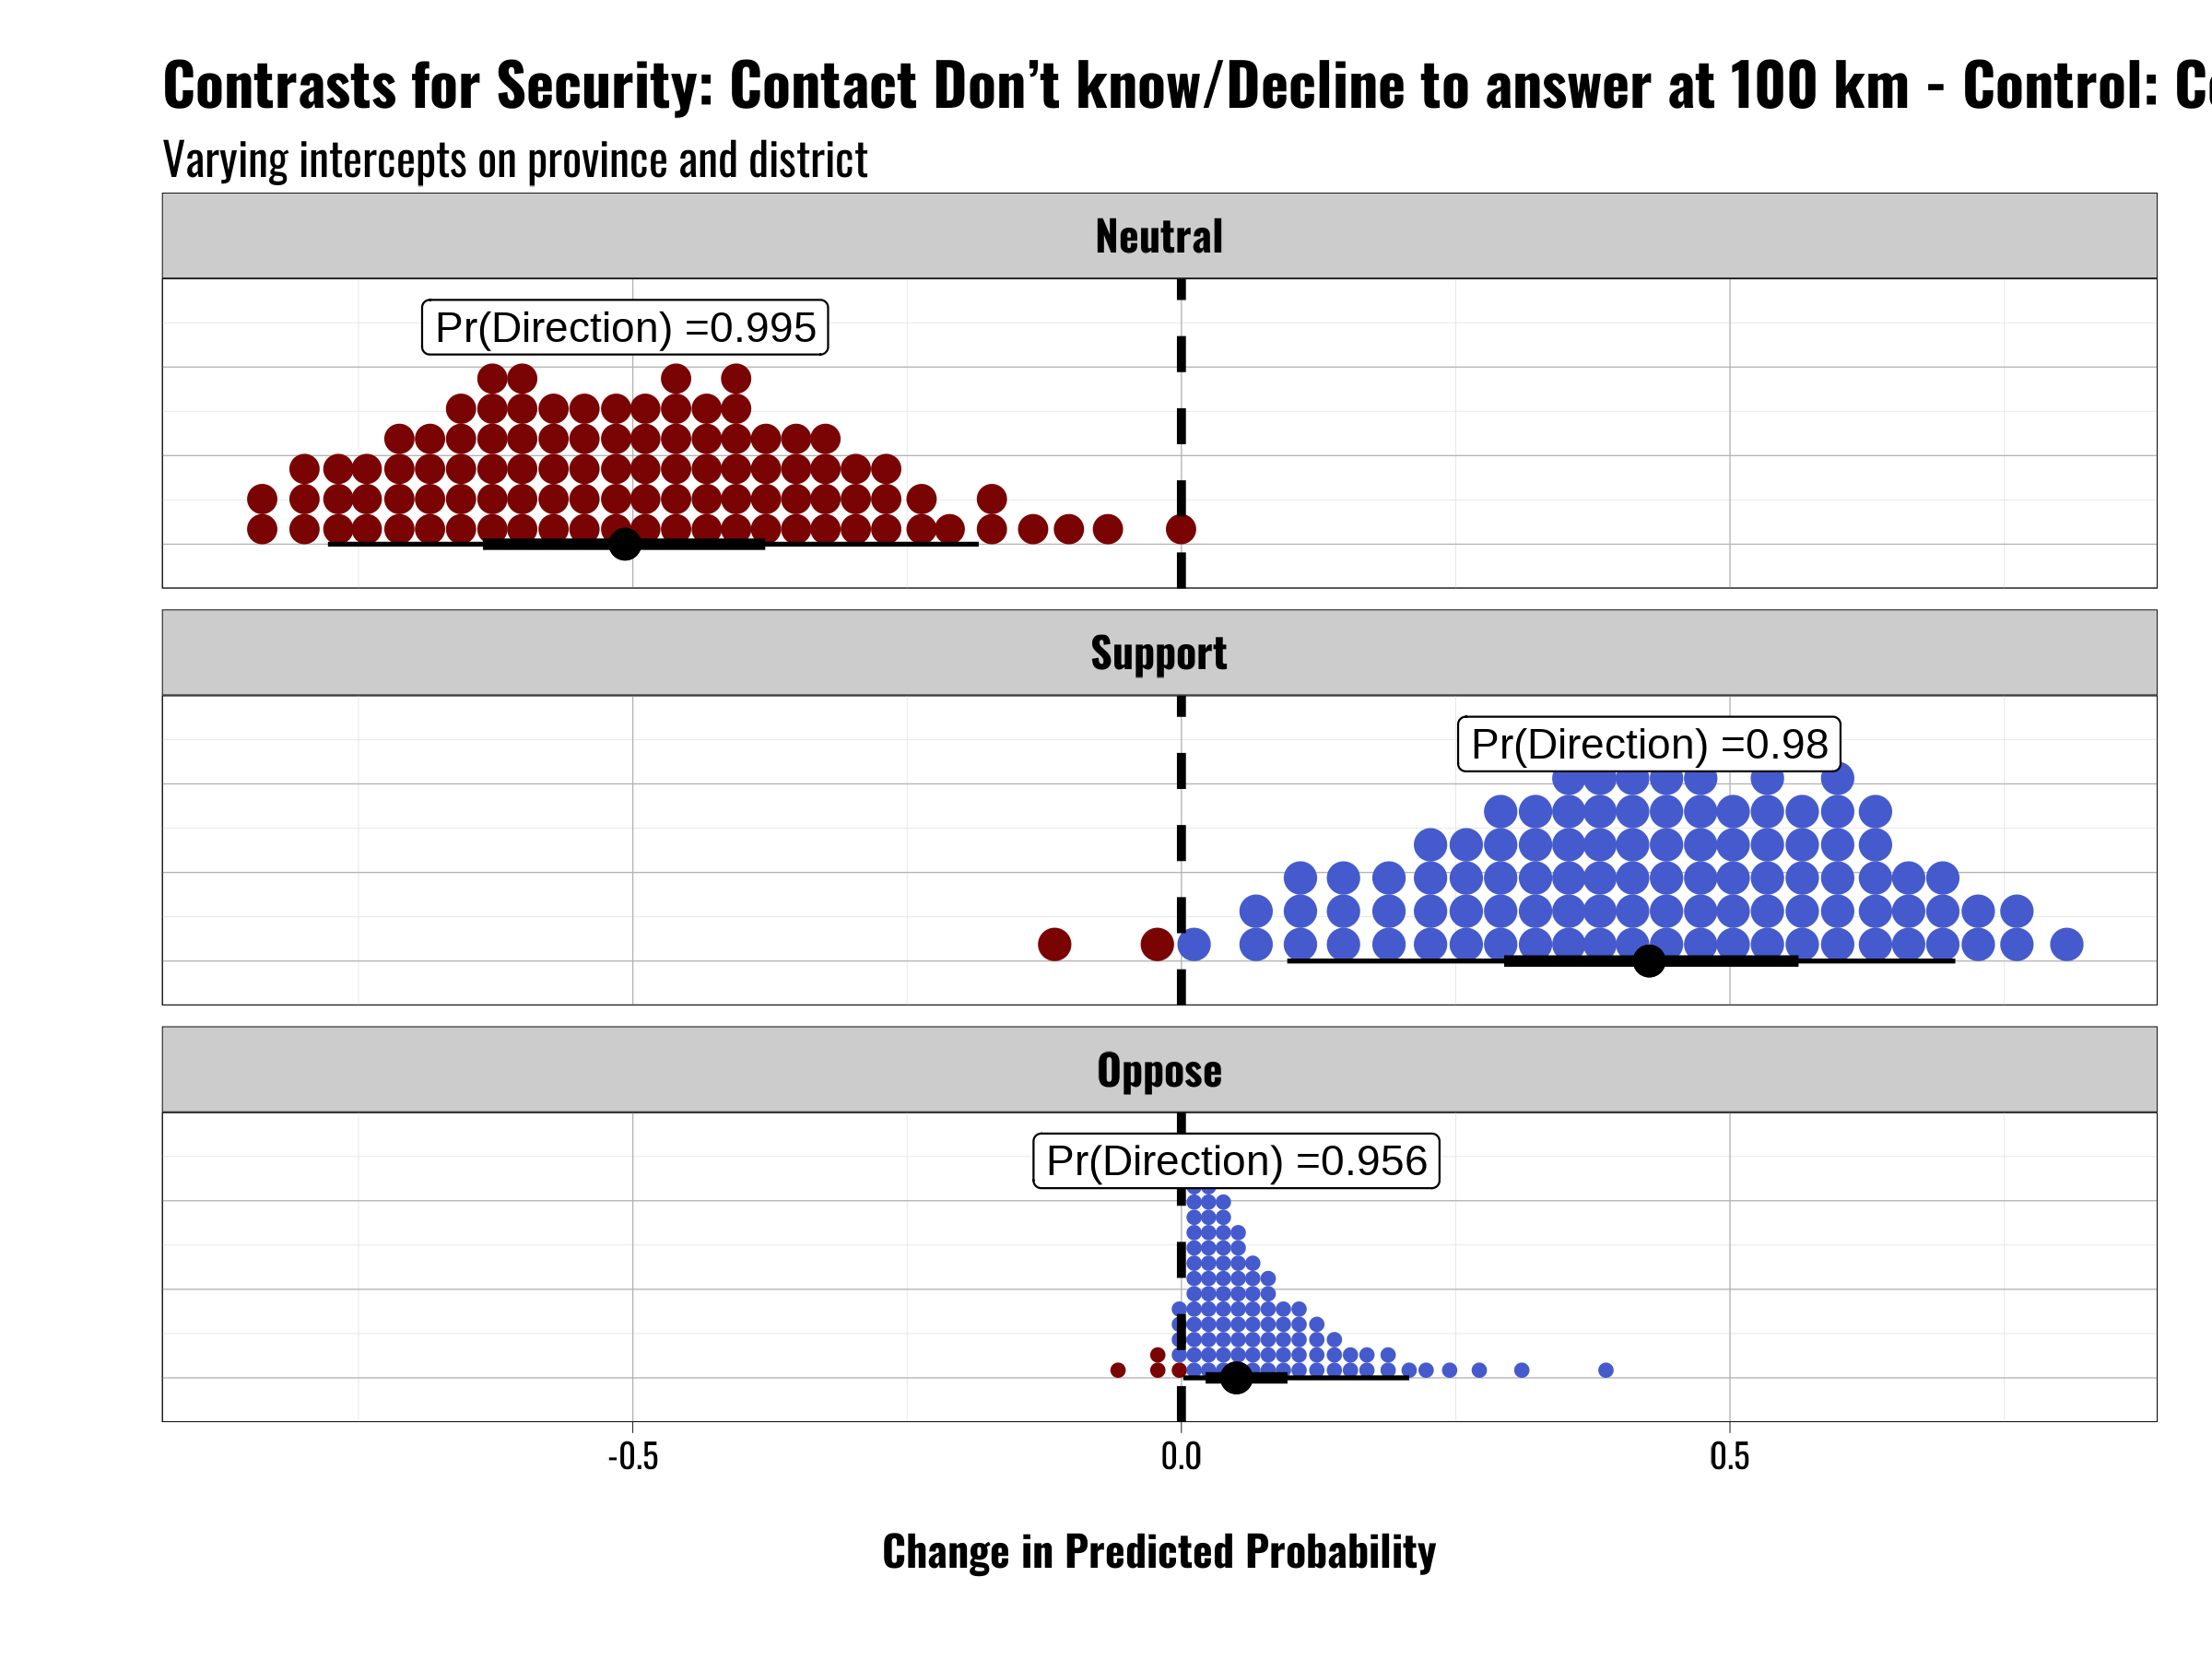 Contrasts for Security: Contact Don’t know/Decline to answer at 100 km - Control:
Varying intercepts on province and district
Neutral
Pr(Direction) =0.995
Support
Pr(Direction) =0.98
Oppose
Pr(Direction) =0.956
-0.5 0.0 0.5
Change in Predicted Probability